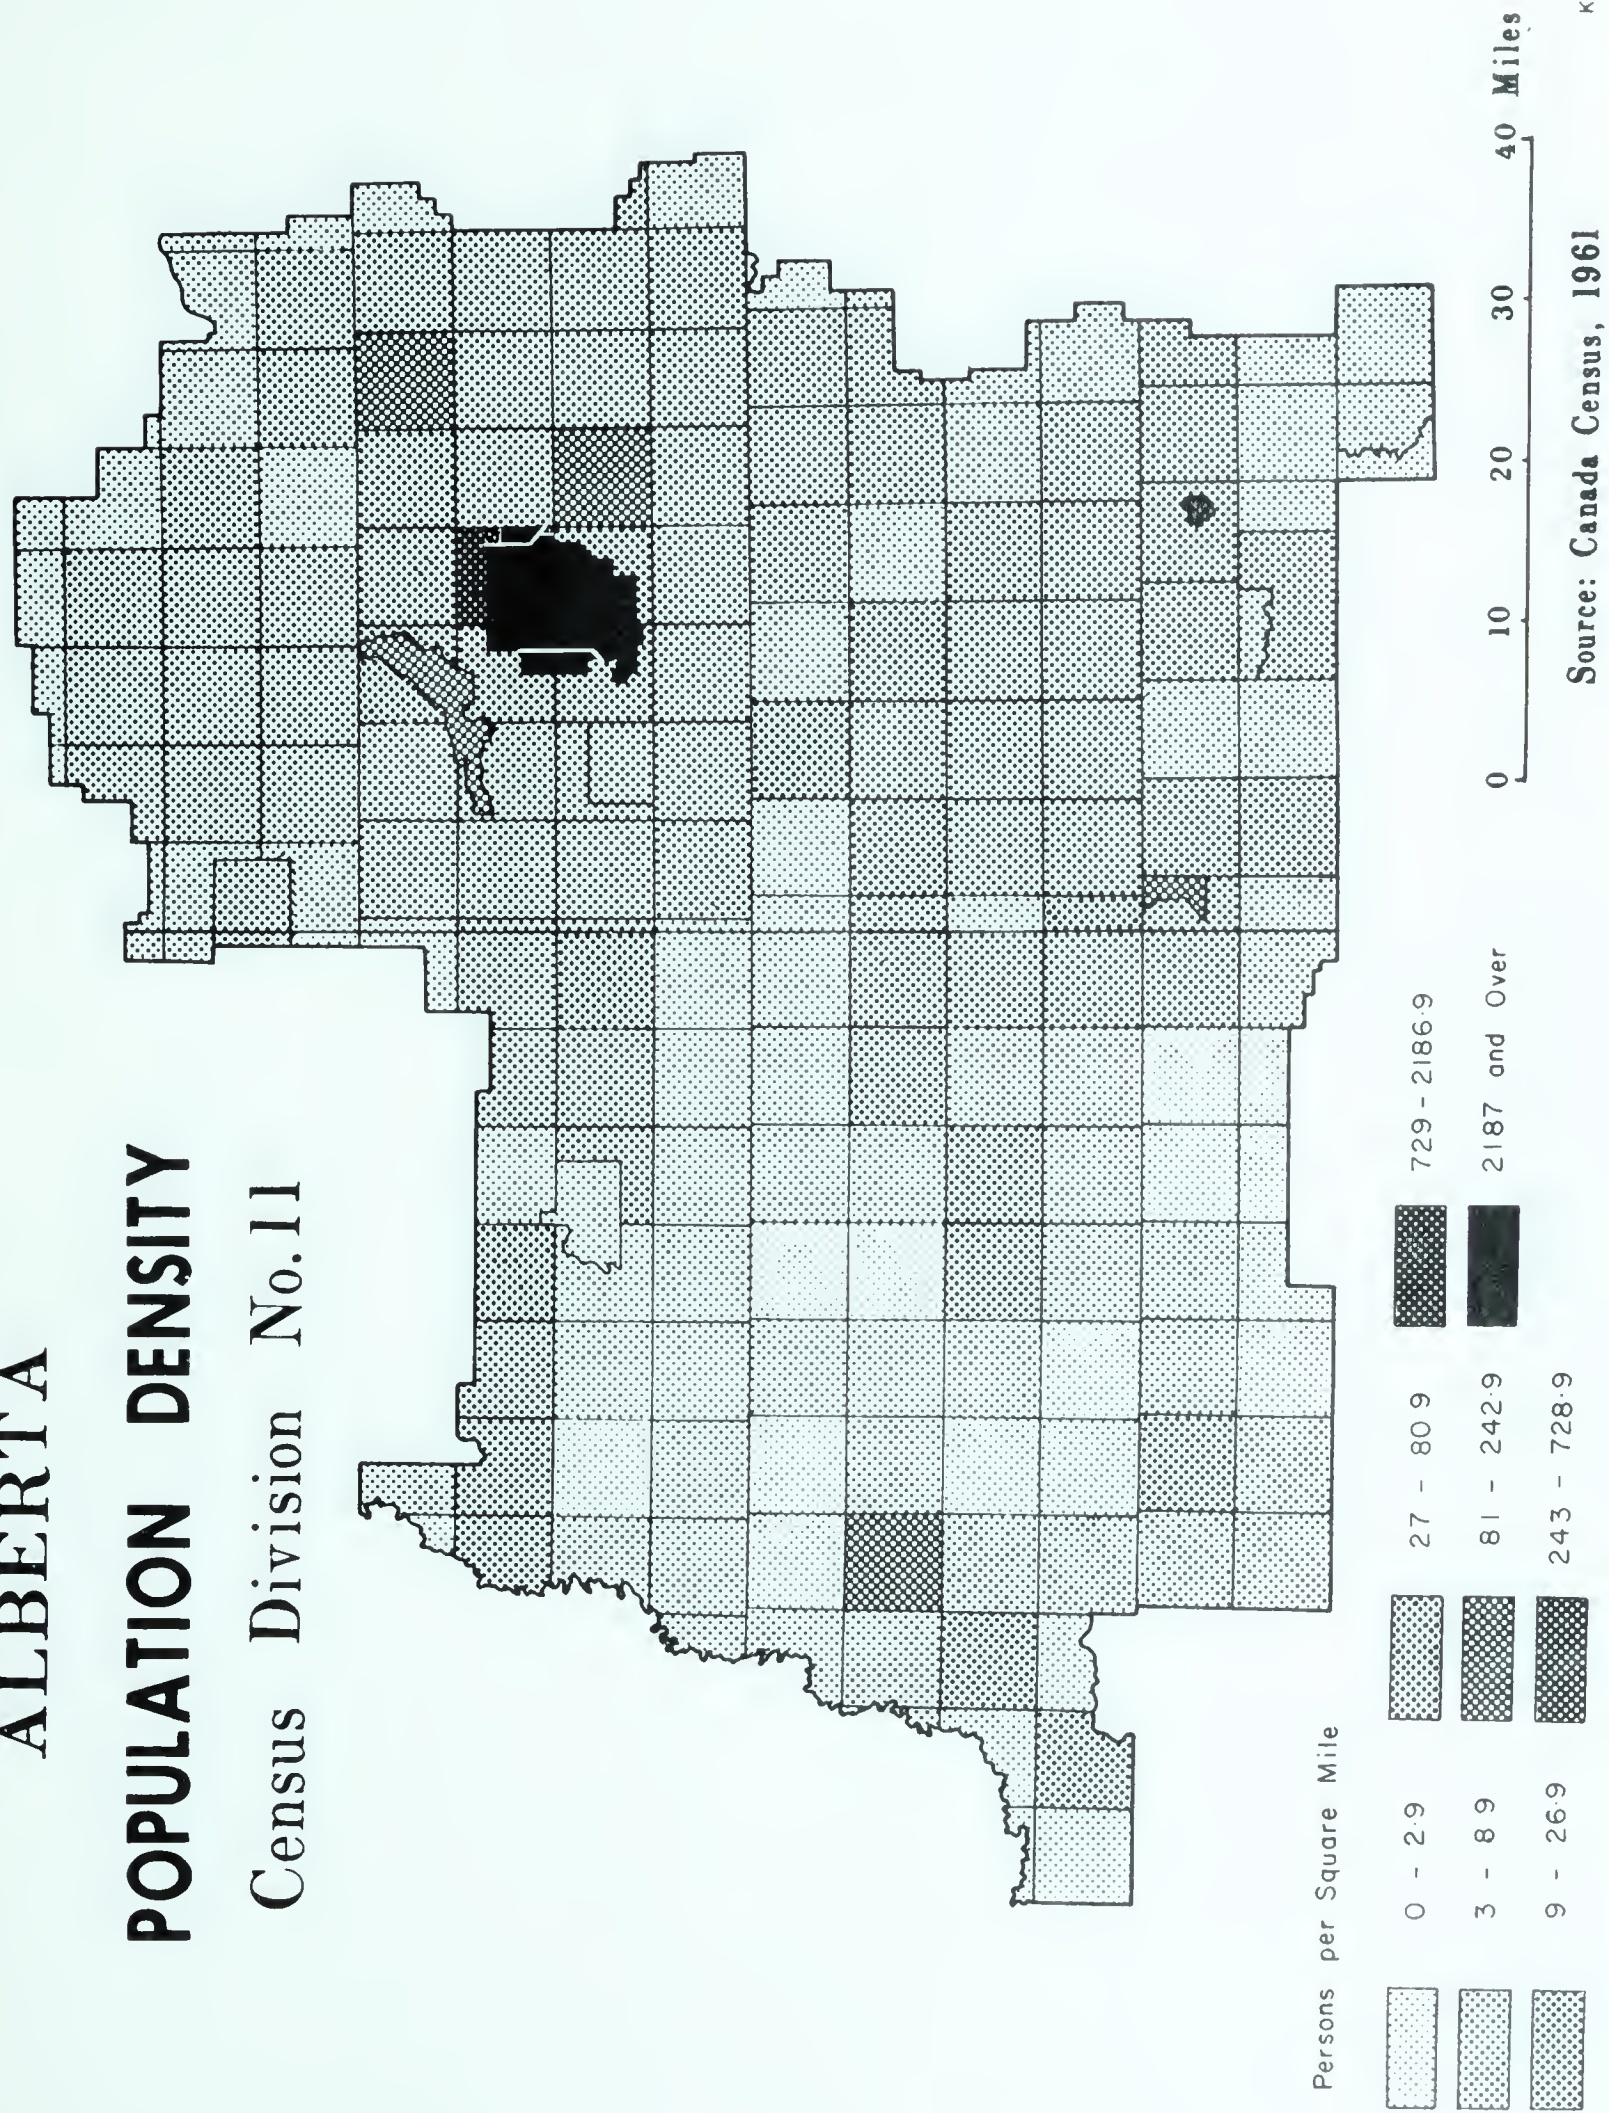 ALBERTA
POPULATION DENSITY
Census Division No. 11
Persons per Square Mile
0 - 2·9
3 - 8 9
9 - 26·9
27 - 80 9
81 - 242·9
243 - 728·9
729 - 2186·9
2187 and Over
0 10 20 30 40 Miles
Source: Canada Census, 1961
K